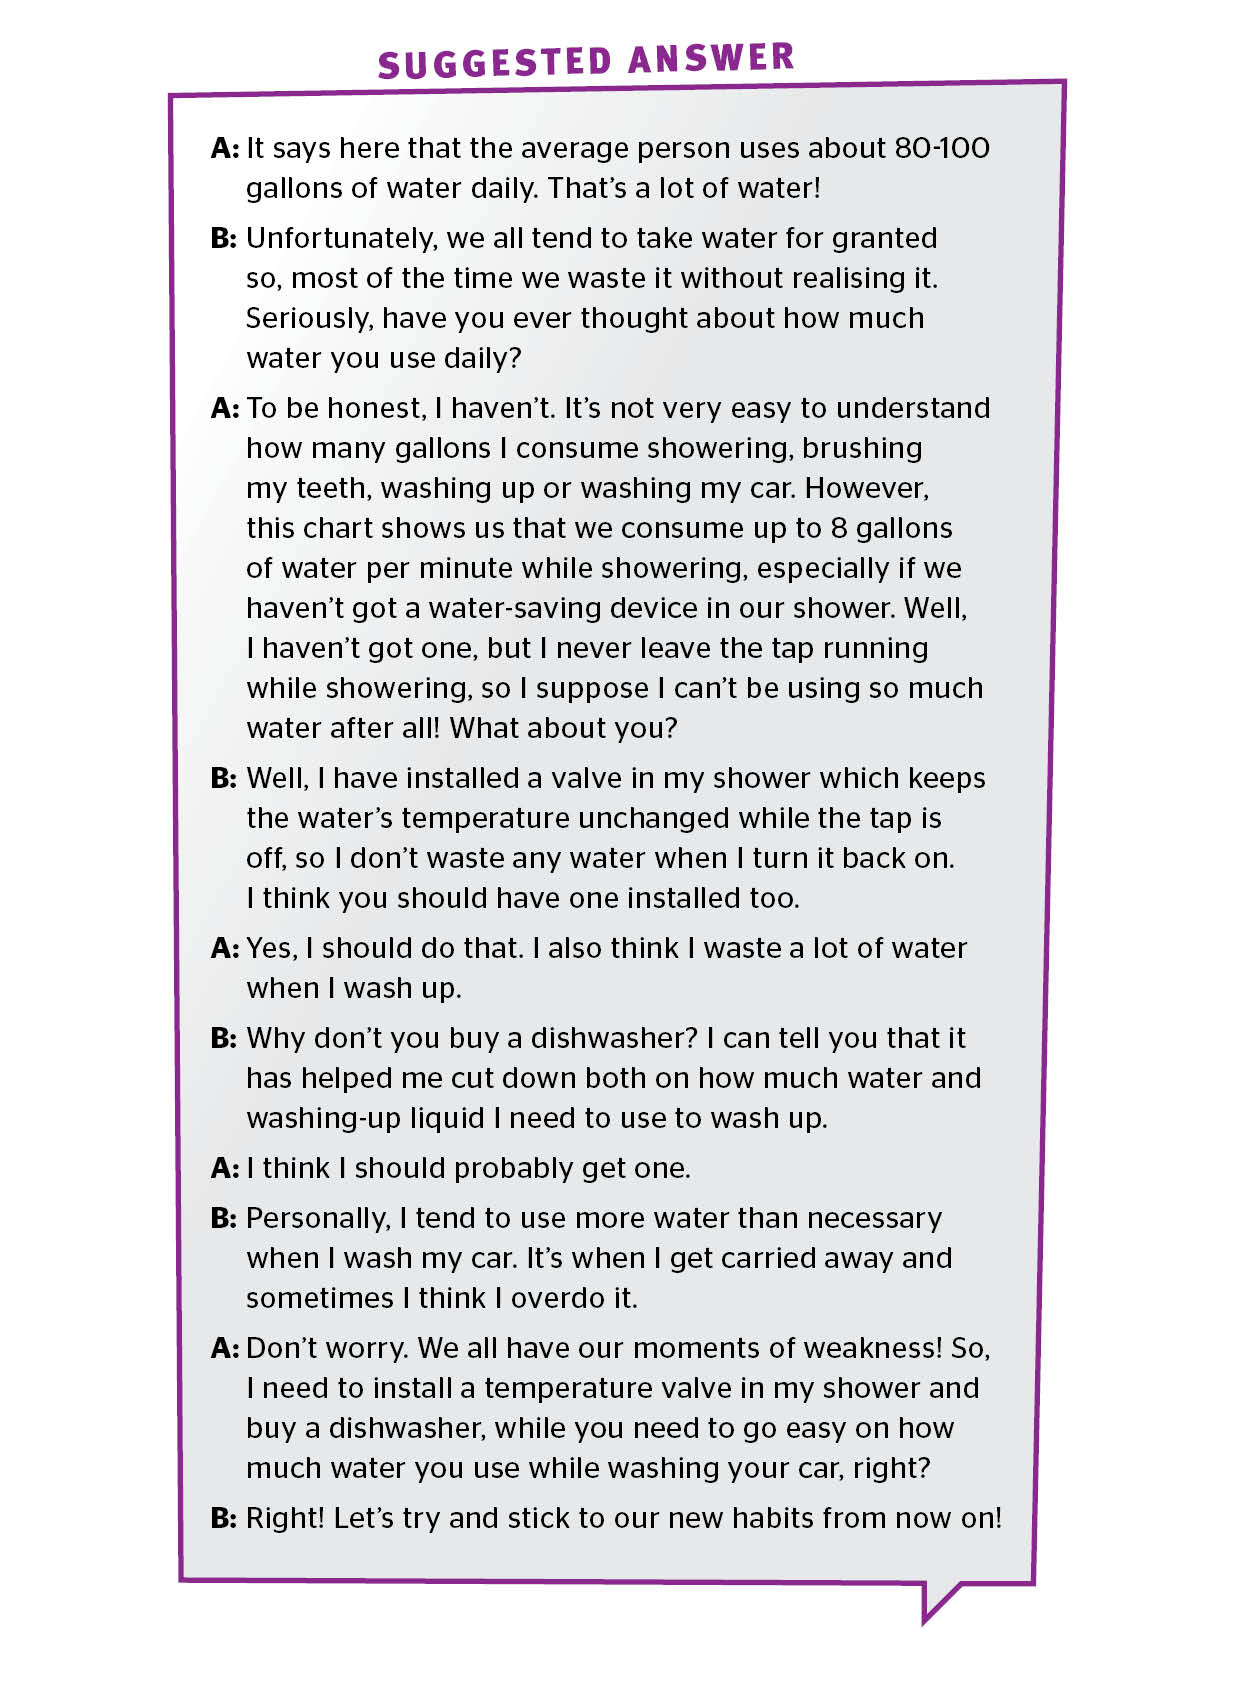 SUGGESTED ANSWER
A: It says here that the average person uses about 80-100
gallons of water daily. That's a lot of water!
B: Unfortunately, we all tend to take water for granted
so, most of the time we waste it without realising it.
Seriously, have you ever thought about how much
water you use daily?
A: To be honest, I haven't. It's not very easy to understand
how many gallons I consume showering, brushing
my teeth, washing up or washing my car. However,
this chart shows us that we consume up to 8 gallons
of water per minute while showering, especially if we
haven't got a water-saving device in our shower. Well,
I haven't got one, but I never leave the tap running
while showering, so I suppose I can't be using so much
water after all! What about you?
B: Well, I have installed a valve in my shower which keeps
the water's temperature unchanged while the tap is
off, so I don't waste any water when I turn it back on.
I think you should have one installed too.
A: Yes, I should do that. I also think I waste a lot of water
when I wash up.
B: Why don't you buy a dishwasher? I can tell you that it
has helped me cut down both on how much water and
washing-up liquid I need to use to wash up.
A: I think I should probably get one.
B: Personally, I tend to use more water than necessary
when I wash my car. It's when I get carried away and
sometimes I think I overdo it.
A: Don't worry. We all have our moments of weakness! So,
I need to install a temperature valve in my shower and
buy a dishwasher, while you need to go easy on how
much water you use while washing your car, right?
B: Right! Let's try and stick to our new habits from now on!